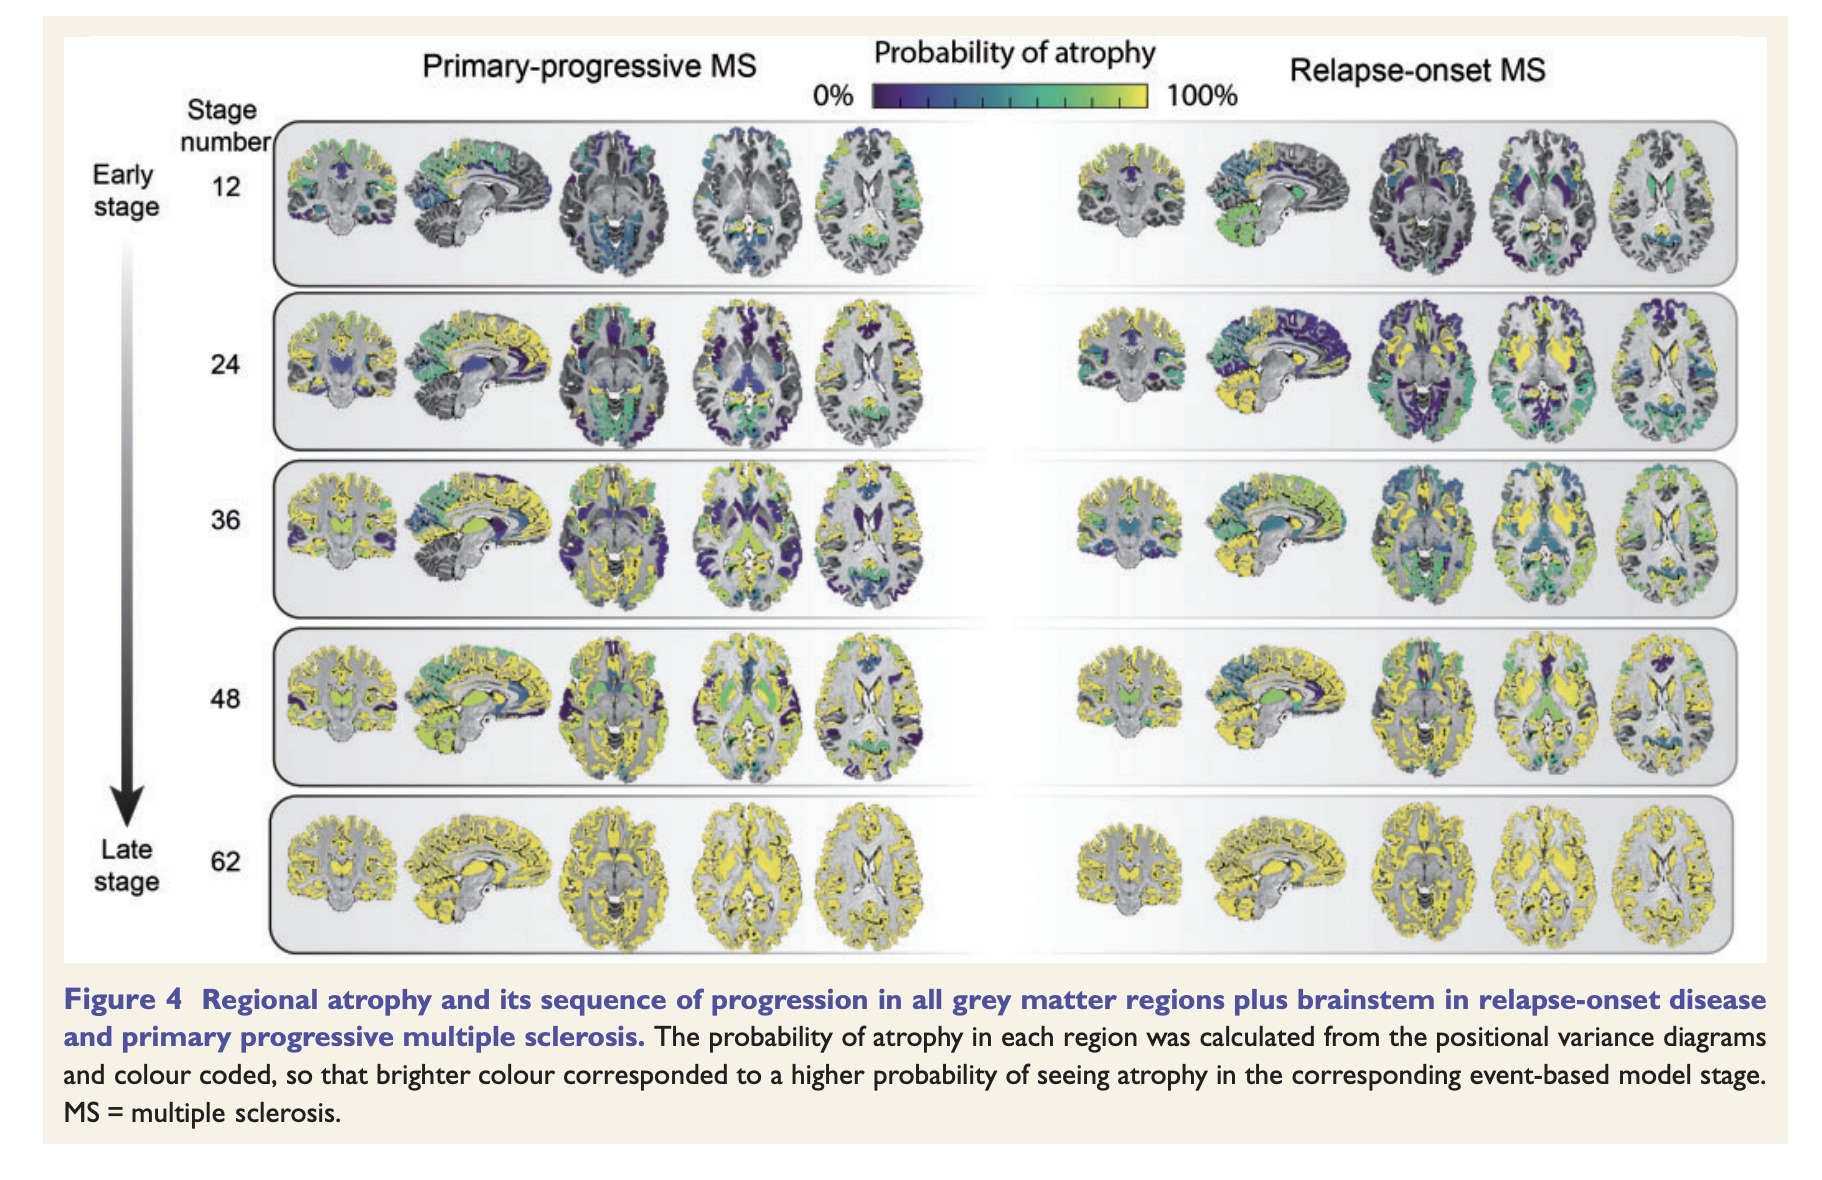 Primary-progressive MS
Probability of atrophy
0%
100%
Relapse-onset MS
Stage
number
Early
stage
12
24
36
48
Late
stage
62
Figure 4 Regional atrophy and its sequence of progression in all grey matter regions plus brainstem in relapse-onset disease
and primary progressive multiple sclerosis. The probability of atrophy in each region was calculated from the positional variance diagrams
and colour coded, so that brighter colour corresponded to a higher probability of seeing atrophy in the corresponding event-based model stage.
MS = multiple sclerosis.